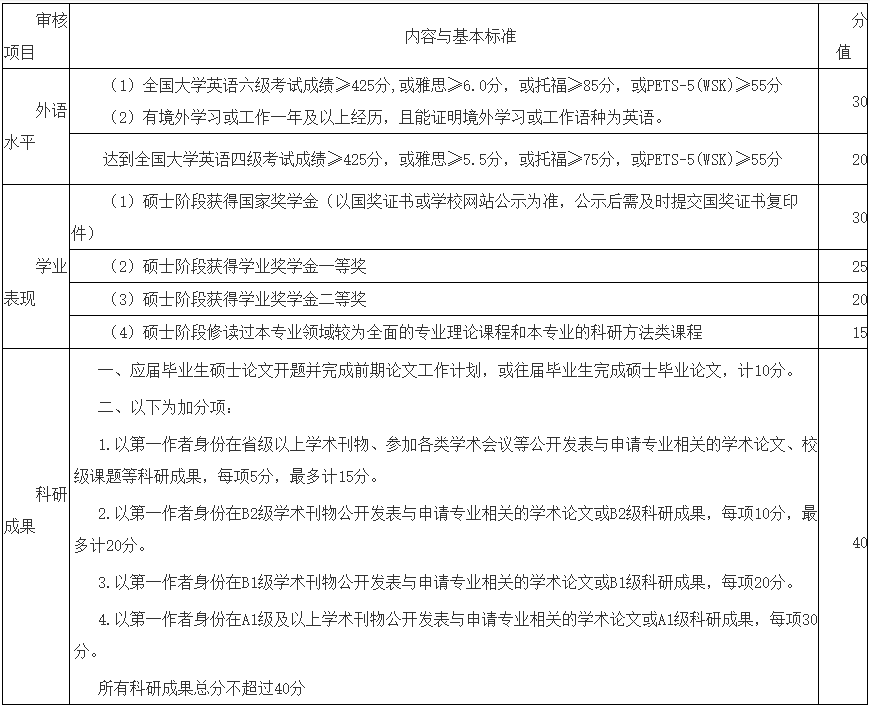 审核
项目
内容与基本标准
分
值
外语
水平
（1）全国大学英语六级考试成绩≥425分,或雅思≥6.0分，或托福≥85分，或PETS-5(WSK)≥55分
（2）有境外学习或工作一年及以上经历，且能证明境外学习或工作语种为英语。
30
达到全国大学英语四级考试成绩≥425分，或雅思≥5.5分，或托福≥75分，或PETS-5(WSK)≥55分
20
学业
表现
（1）硕士阶段获得国家奖学金（以国奖证书或学校网站公示为准，公示后需及时提交国奖证书复印
件）
30
（2）硕士阶段获得学业奖学金一等奖
25
（3）硕士阶段获得学业奖学金二等奖
20
（4）硕士阶段修读过本专业领域较为全面的专业理论课程和本专业的科研方法类课程
15
科研
成果
一、应届毕业生硕士论文开题并完成前期论文工作计划，或往届毕业生完成硕士毕业论文，计10分。
二、以下为加分项：
1.以第一作者身份在省级以上学术刊物、参加各类学术会议等公开发表与申请专业相关的学术论文、校
级课题等科研成果，每项5分，最多计15分。
2.以第一作者身份在B2级学术刊物公开发表与申请专业相关的学术论文或B2级科研成果，每项10分，最
多计20分。
3.以第一作者身份在B1级学术刊物公开发表与申请专业相关的学术论文或B1级科研成果，每项20分。
4.以第一作者身份在A1级及以上学术刊物公开发表与申请专业相关的学术论文或A1级科研成果，每项30
分。
所有科研成果总分不超过40分
40